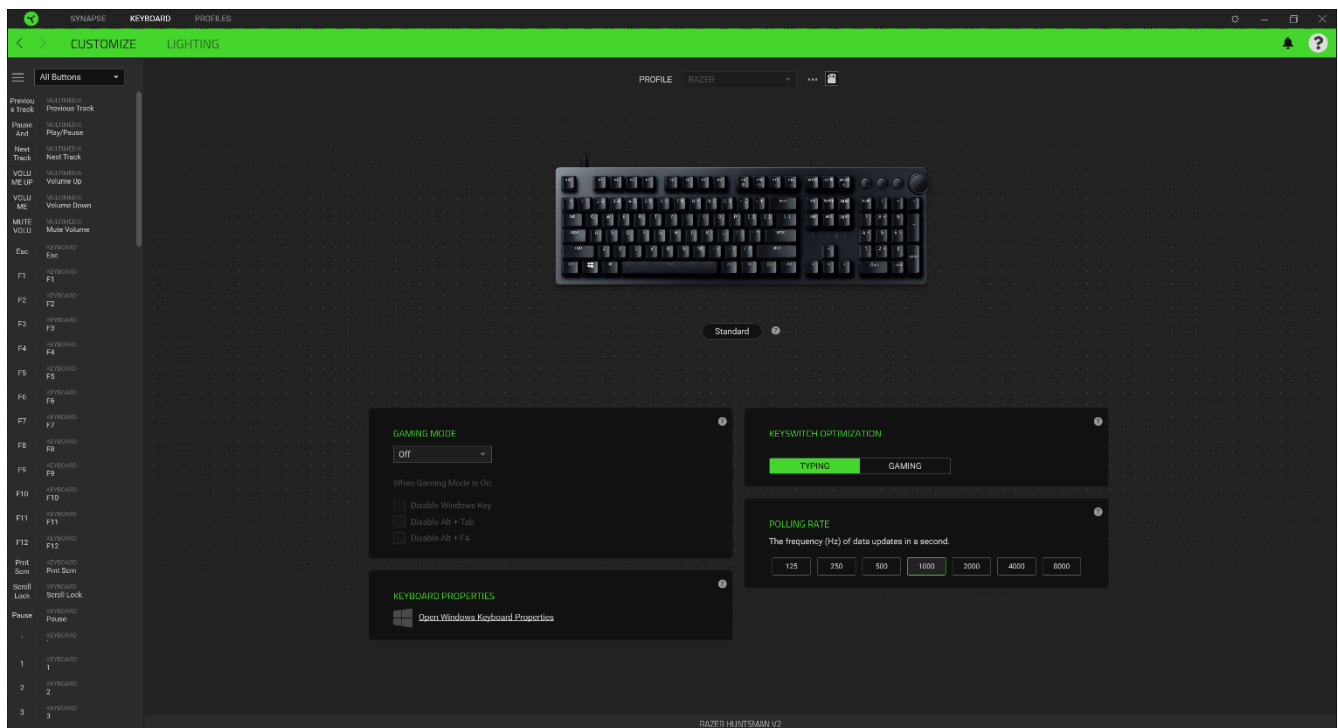 SYNAPSE KEYBOARD PROFILES
CUSTOMIZE LIGHTING
All Buttons
PROFILE RAZER
Previou
s Track
MULTIMEDIA
Previous Track
Pause
And
MULTIMEDIA
Play/Pause
Next
Track
MULTIMEDIA
Next Track
VOLU
ME UP
MULTIMEDIA
Volume Up
VOLU
ME
MULTIMEDIA
Volume Down
MUTE
VOLU
MULTIMEDIA
Mute Volume
Esc
KEYBOARD
Esc
F1
KEYBOARD
F1
F2
KEYBOARD
F2
F3
KEYBOARD
F3
F4
KEYBOARD
F4
F5
KEYBOARD
F5
F6
KEYBOARD
F6
F7
KEYBOARD
F7
F8
KEYBOARD
F8
F9
KEYBOARD
F9
F10
KEYBOARD
F10
F11
KEYBOARD
F11
F12
KEYBOARD
F12
Prnt
Scrn
KEYBOARD
Prnt Scrn
Scroll
Lock
KEYBOARD
Scroll Lock
Pause
KEYBOARD
Pause
KEYBOARD
1
KEYBOARD
1
2
KEYBOARD
2
3
KEYBOARD
3
Standard
GAMING MODE
Off
When Gaming Mode is On:
Disable Windows Key
Disable Alt + Tab
Disable Alt + F4
KEYBOARD PROPERTIES
Open Windows Keyboard Properties
KEYSWITCH OPTIMIZATION
TYPING GAMING
POLLING RATE
The frequency (Hz) of data updates in a second.
125 250 500 1000 2000 4000 8000
RAZER HUNTSMAN V2